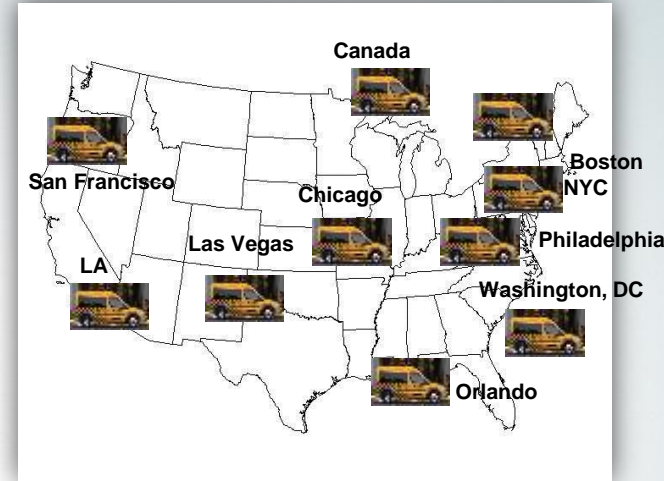 Canada
Boston
San Francisco
Chicago
NYC
Las Vegas
Philadelphia
LA
Washington, DC
Orlando